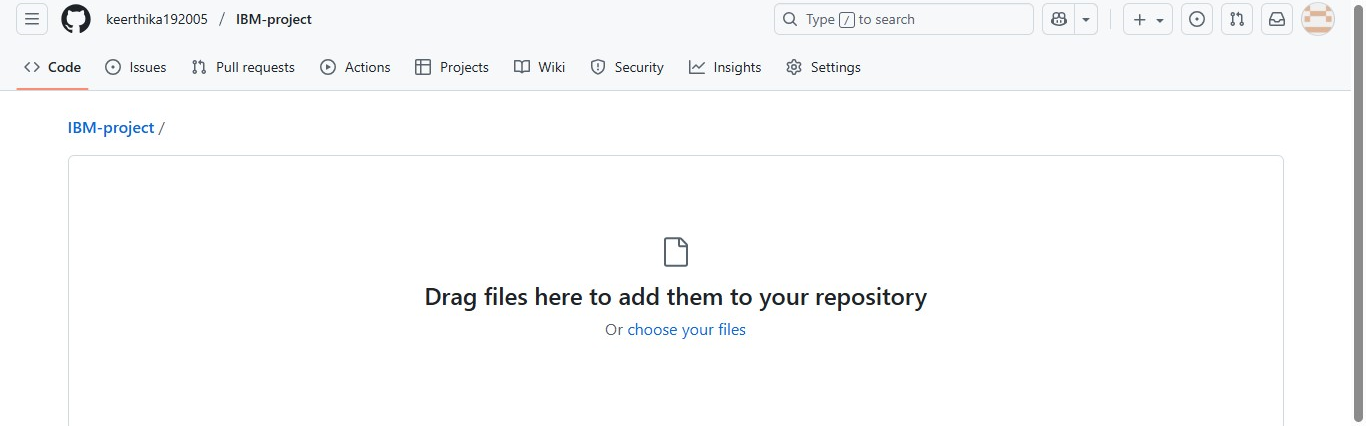 keerthika192005 / IBM-project
Type / to search
Code Issues Pull requests Actions Projects Wiki Security Insights Settings
IBM-project /
Drag files here to add them to your repository
Or choose your files